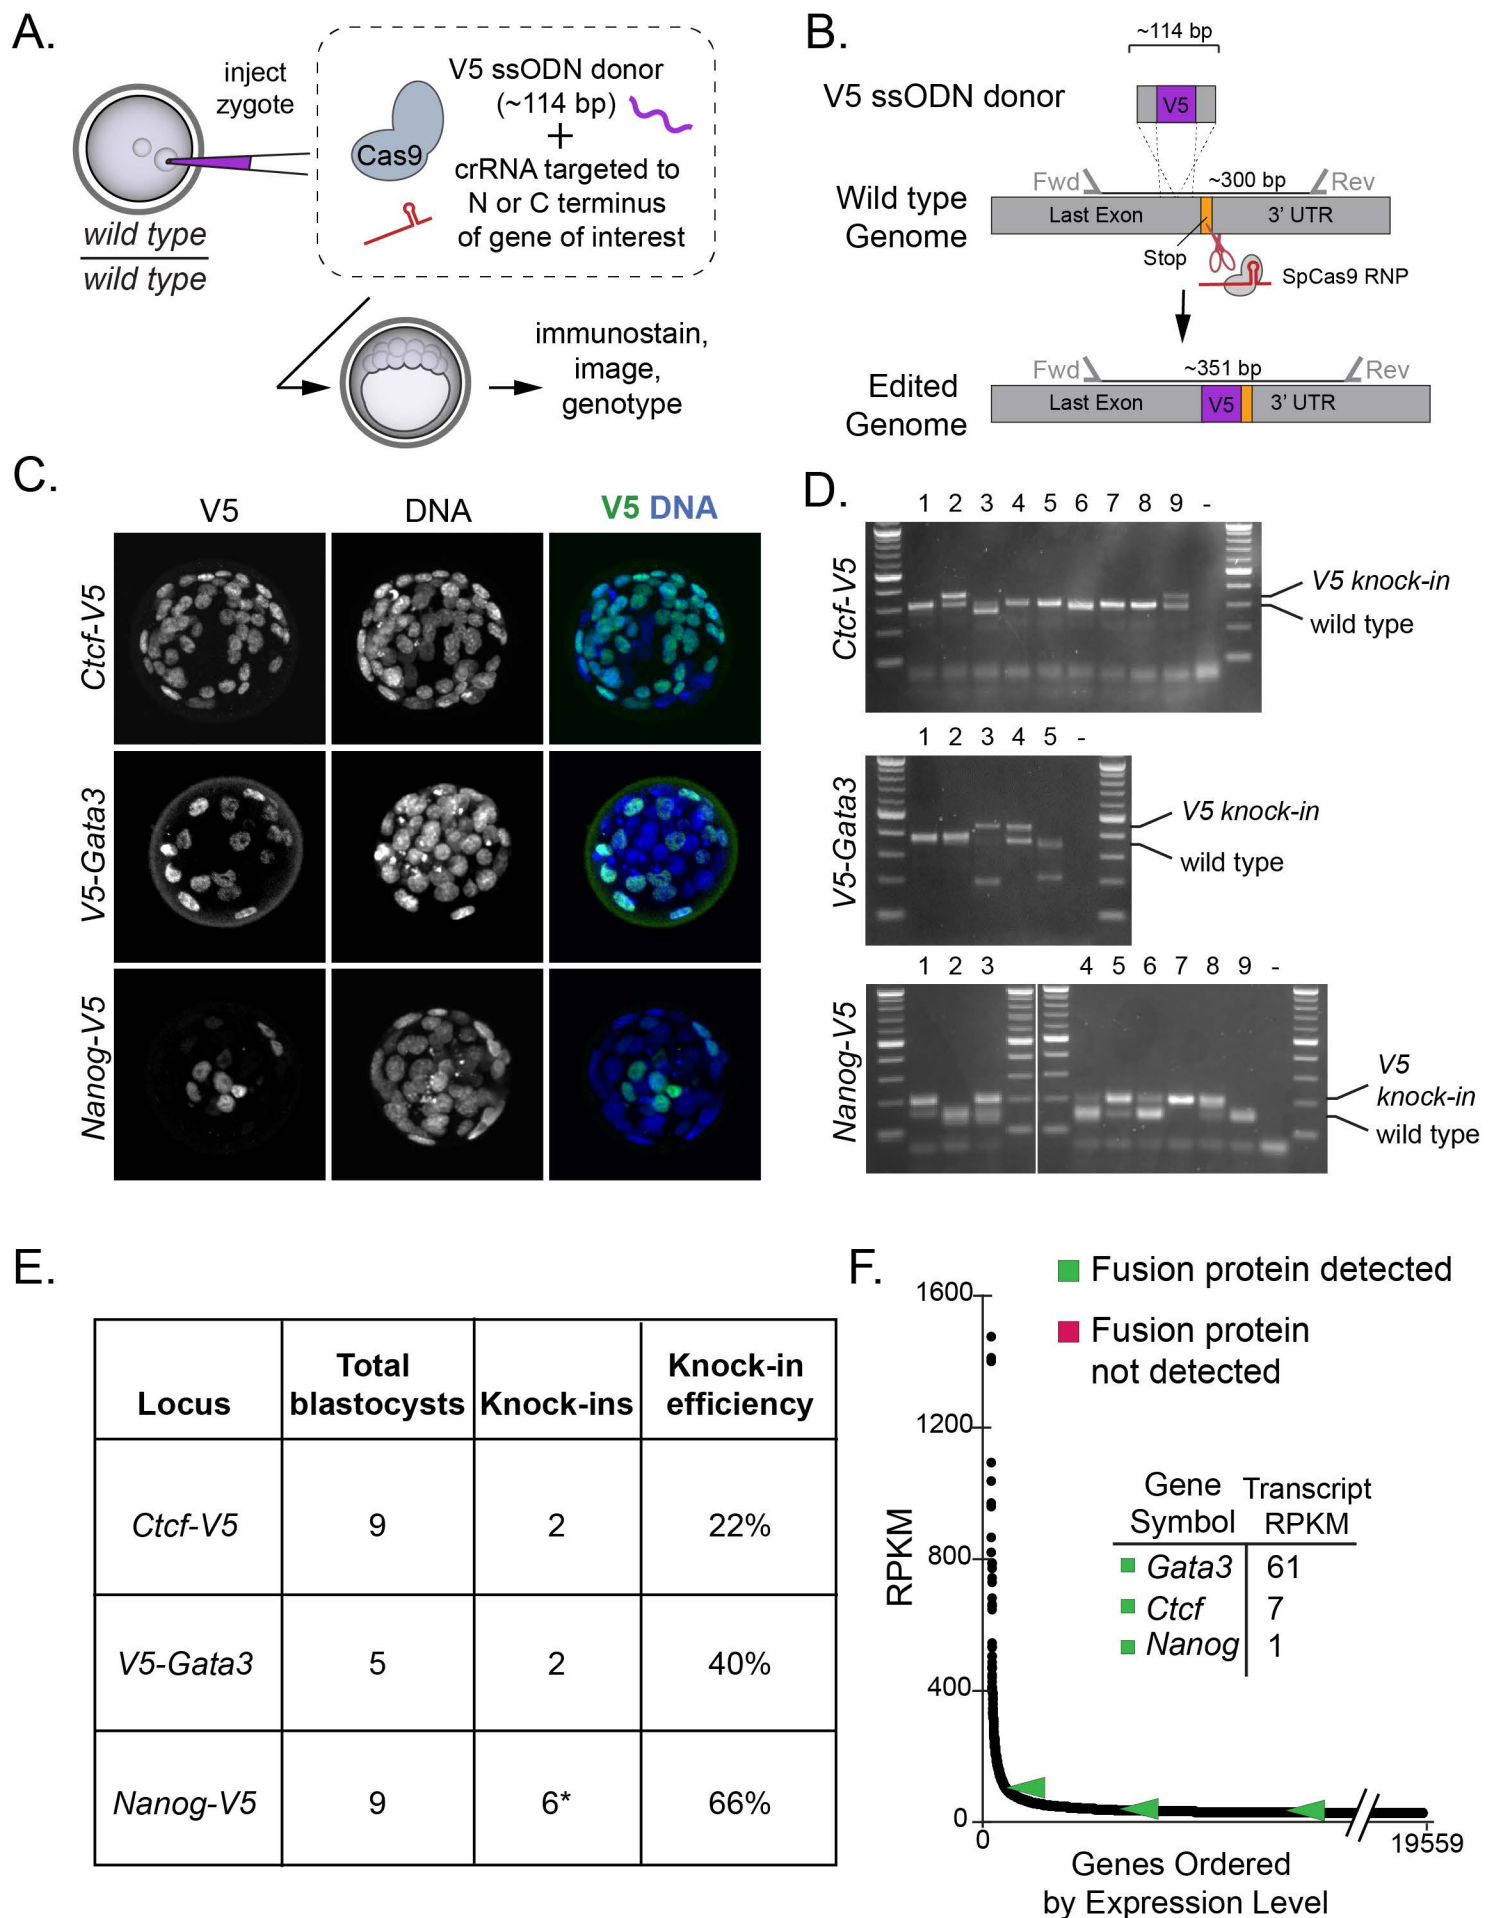 A.
inject
zygote
wild type
wild type
Cas9
V5 ssODN donor
(~114 bp)
+
crRNA targeted to
N or C terminus
of gene of interest
immunostain,
image,
genotype
B.
~114 bp
V5 ssODN donor
V5
Wild type
Genome
Fwd
~300 bp
Rev
Last Exon
3' UTR
Stop
SpCas9 RNP
Edited
Genome
Fwd
~351 bp
Rev
Last Exon
V5
3' UTR
C.
V5
DNA
V5 DNA
Ctcf-V5
V5-Gata3
Nanog-V5
D.
1 2 3 4 5 6 7 8 9 -
Ctcf-V5
V5 knock-in
wild type
1 2 3 4 5 -
V5-Gata3
V5 knock-in
wild type
1 2 3 4 5 6 7 8 9 -
Nanog-V5
V5
knock-in
wild type
E.
Locus
Total
blastocysts
Knock-ins
Knock-in
efficiency
Ctcf-V5 9 2 22%
V5-Gata3 5 2 40%
Nanog-V5 9 6* 66%
F.
Fusion protein detected
Fusion protein
not detected
1600
1200
800
400
0
RPKM
Gene
Symbol
Transcript
RPKM
Gata3 61
Ctcf 7
Nanog 1
0
19559
Genes Ordered
by Expression Level